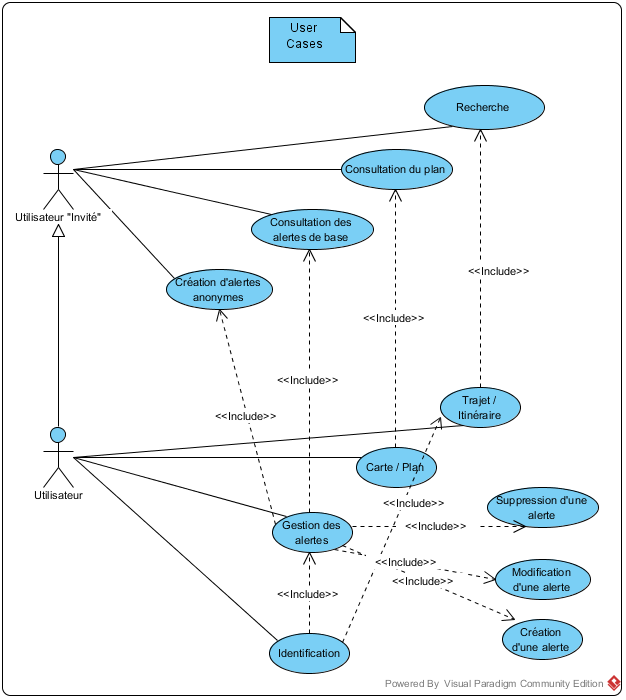 User
Cases
Recherche
Consultation du plan
Utilisateur "Invité"
Consultation des
alertes de base
Création d'alertes
anonymes
<<Include>>
<<Include>>
<<Include>>
Trajet /
Itinéraire
<<Include>>
Carte / Plan
Utilisateur
<<Include>>
Suppression d'une
alerte
Gestion des
alertes
<<Include>>
<<Include>>
Modification
d'une alerte
<<Include>>
<<Include>>
Création
d'une alerte
Identification
Powered By Visual Paradigm Community Edition